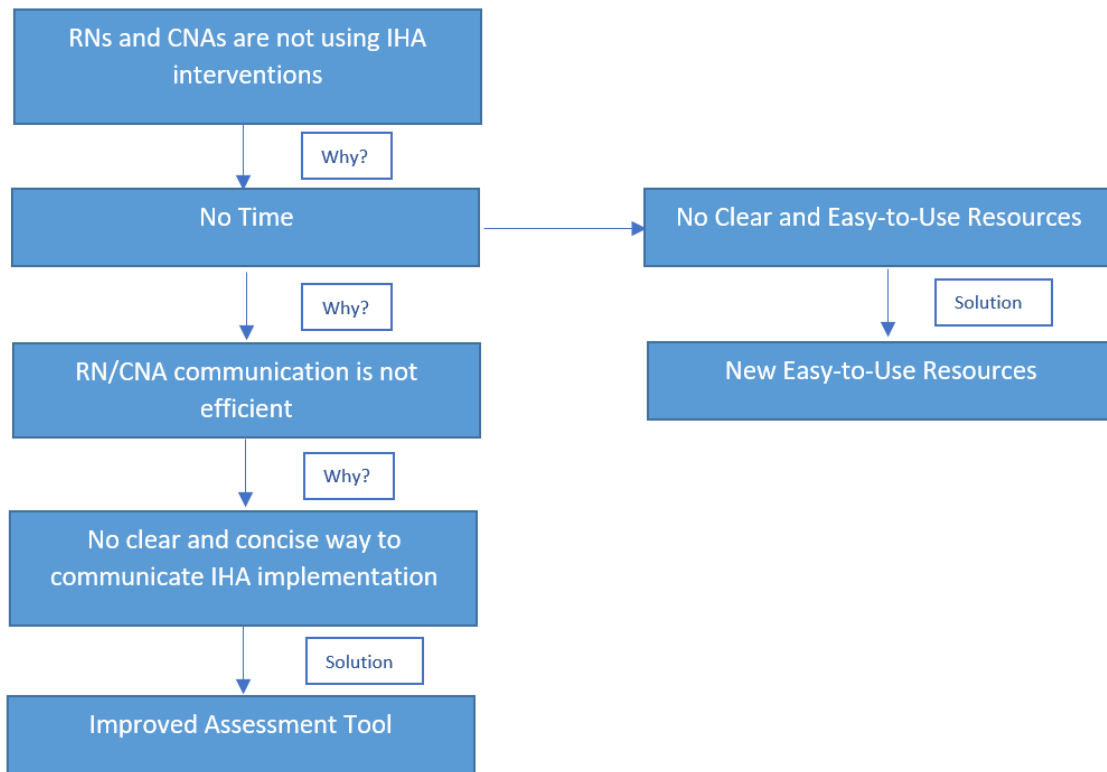 RNs and CNAs are not using IHA
interventions
Why?
No Time
No Clear and Easy-to-Use Resources
Why?
Solution
RN/CNA communication is not
efficient
New Easy-to-Use Resources
Why?
No clear and concise way to
communicate IHA implementation
Solution
Improved Assessment Tool